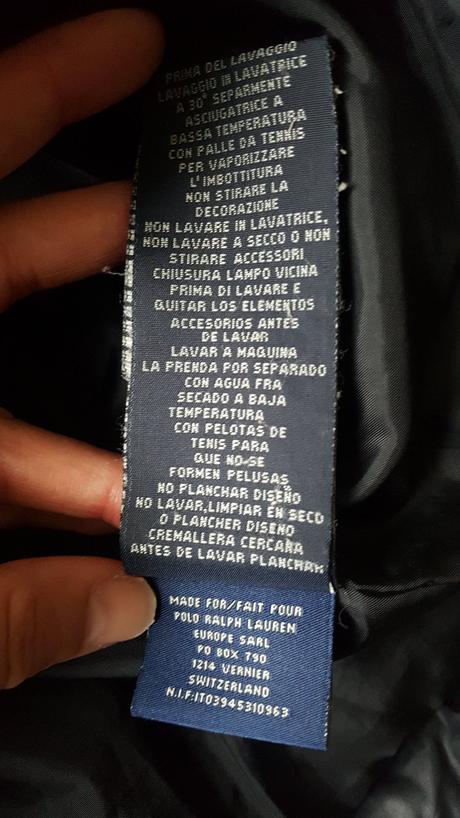 PRIMA DEL LAVAGGIO
LAVAGGIO IN LAVATRICE
A 30° SEPARMENTE
ASCIUGATRICE A
BASSA TEMPERATURA
CON PALLE DA TENNIS
PER VAPORIZZARE
L'IMBOTTITURA
NON STIRARE LA
DECORAZIONE
NON LAVARE IN LAVATRICE,
NON LAVARE A SECCO O NON
STIRARE ACCESSORI
CHIUSURA LAMPO VICINA
PRIMA DI LAVARE E
QUITAR LOS ELEMENTOS
ACCESORIOS ANTES
DE LAVAR
LAVAR A MAQUINA
LA PRENDA POR SEPARADO
CON AGUA FRA
SECADO A BAJA
TEMPERATURA
CON PELOTAS DE
TENIS PARA
QUE NO-SE
FORMEN PELUSAS
NO PLANCHAR DISEÑO
NO LAVAR,LIMPIAR EN SECO
O PLANCHER DISEÑO
CREMALLERA CERCANA
ANTES DE LAVAR PLANCHAR
MADE FOR/FAIT POUR
POLO RALPH LAUREN
EUROPE SARL
PO BOX 790
1214 VERNIER
SWITZERLAND
N.I.F:IT03945310963